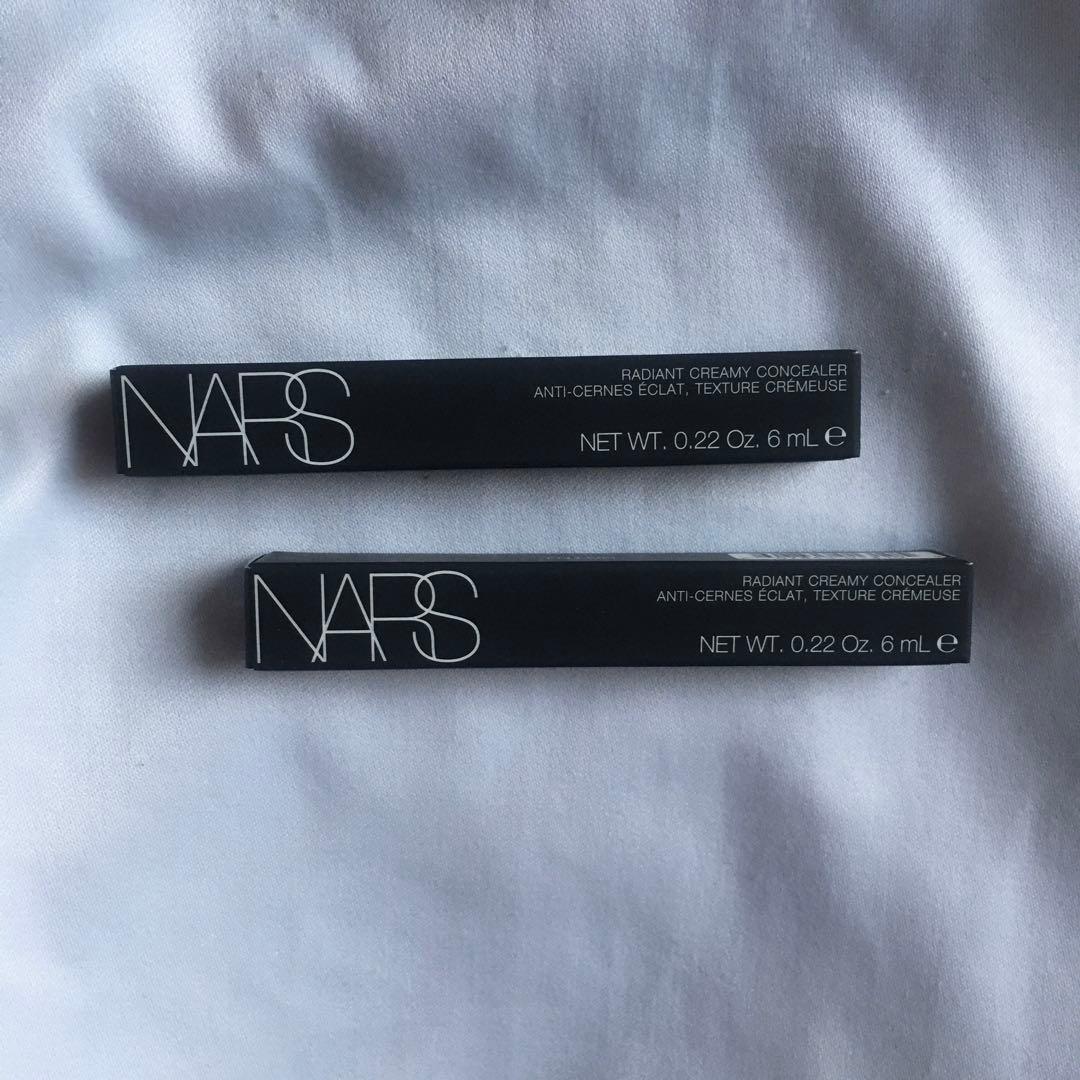 NARS
RADIANT CREAMY CONCEALER
ANTI-CERNES ÉCLAT, TEXTURE CRÉMEUSE
NET WT. 0.22 Oz. 6 mL ℮
NARS
RADIANT CREAMY CONCEALER
ANTI-CERNES ÉCLAT, TEXTURE CRÉMEUSE
NET WT. 0.22 Oz. 6 mL ℮